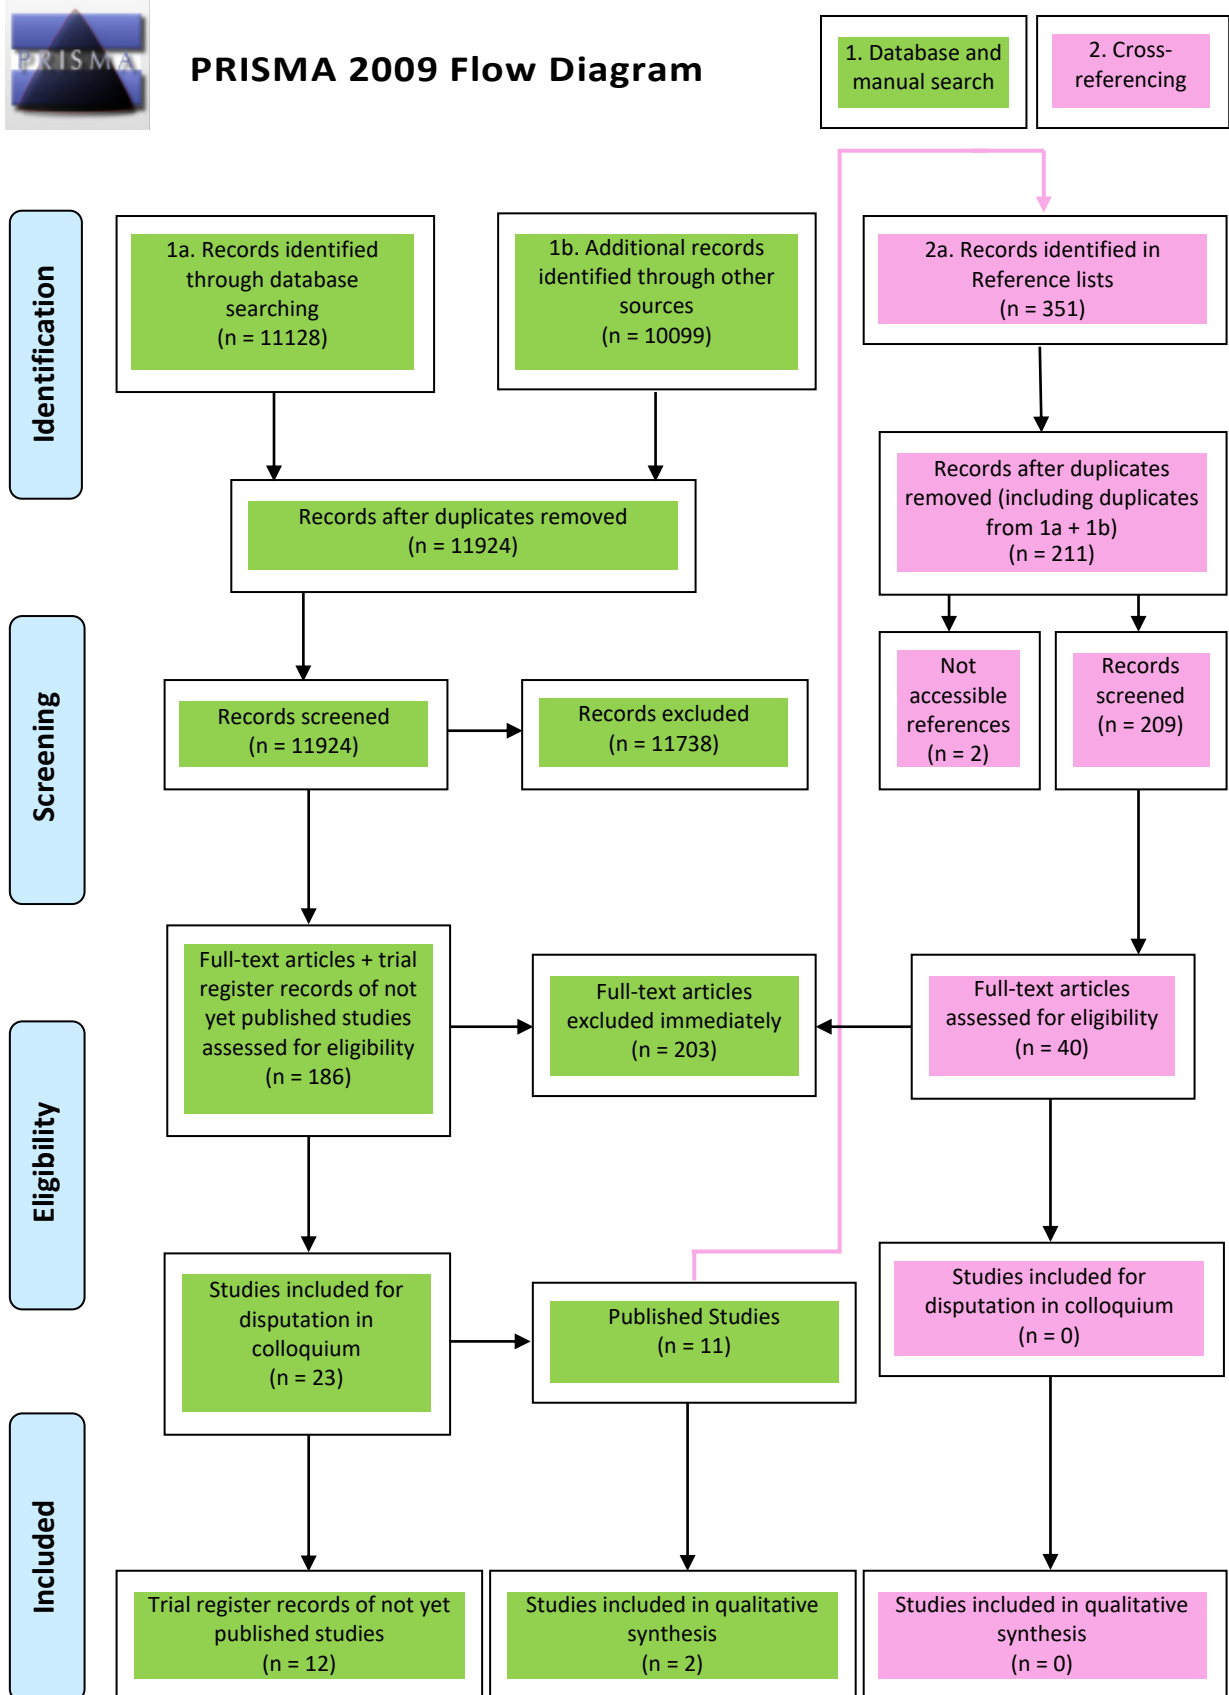 PRISMA
PRISMA 2009 Flow Diagram
1. Database and
manual search
2. Cross-
referencing
Identification
1a. Records identified
through database
searching
(n = 11128)
1b. Additional records
identified through other
sources
(n = 10099)
2a. Records identified in
Reference lists
(n = 351)
Records after duplicates removed
(n = 11924)
Records after duplicates
removed (including duplicates
from 1a + 1b)
(n = 211)
Screening
Records screened
(n = 11924)
Records excluded
(n = 11738)
Not
accessible
references
(n = 2)
Records
screened
(n = 209)
Eligibility
Full-text articles + trial
register records of not
yet published studies
assessed for eligibility
(n = 186)
Full-text articles
excluded immediately
(n = 203)
Full-text articles
assessed for eligibility
(n = 40)
Studies included for
disputation in
colloquium
(n = 23)
Published Studies
(n = 11)
Studies included for
disputation in colloquium
(n = 0)
Included
Trial register records of not yet
published studies
(n = 12)
Studies included in qualitative
synthesis
(n = 2)
Studies included in qualitative
synthesis
(n = 0)